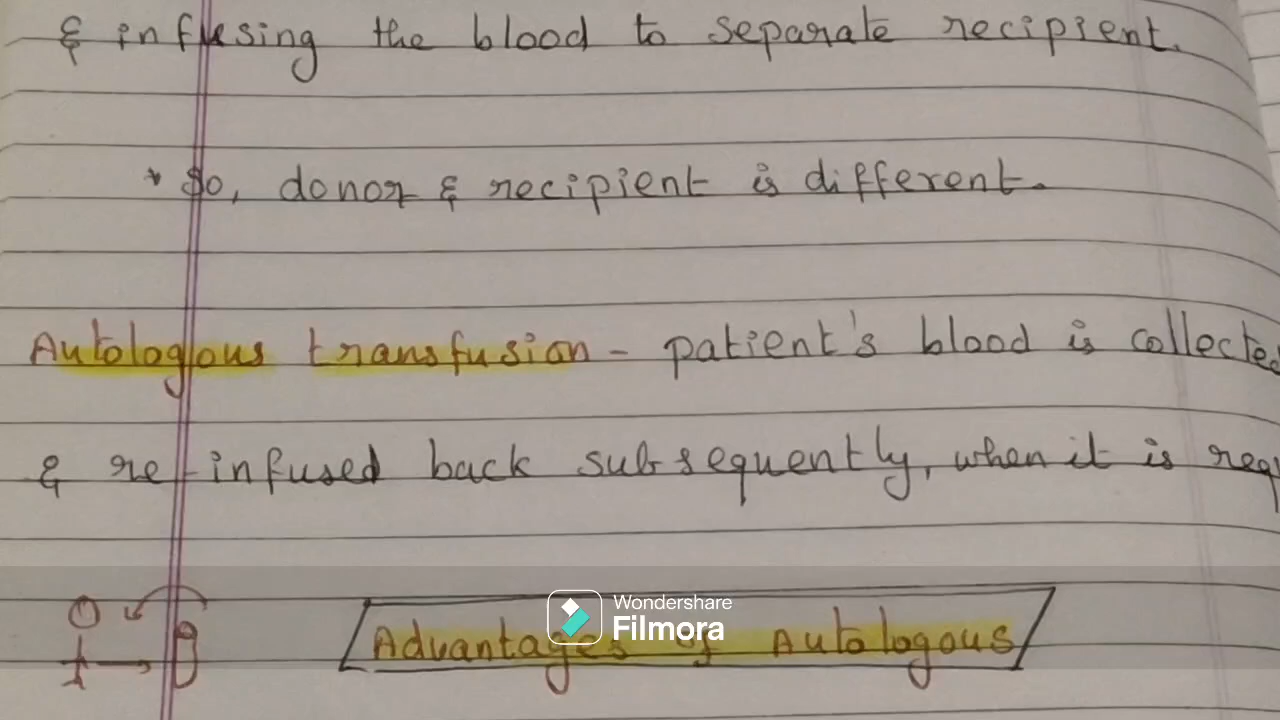 & infusing the blood to separate recipient.
* So, donor & recipient is different.
Autologous transfusion - patient's blood is collected
& re-infused back subsequently, when it is req
Wondershare
Filmora
Advantages of Autologous